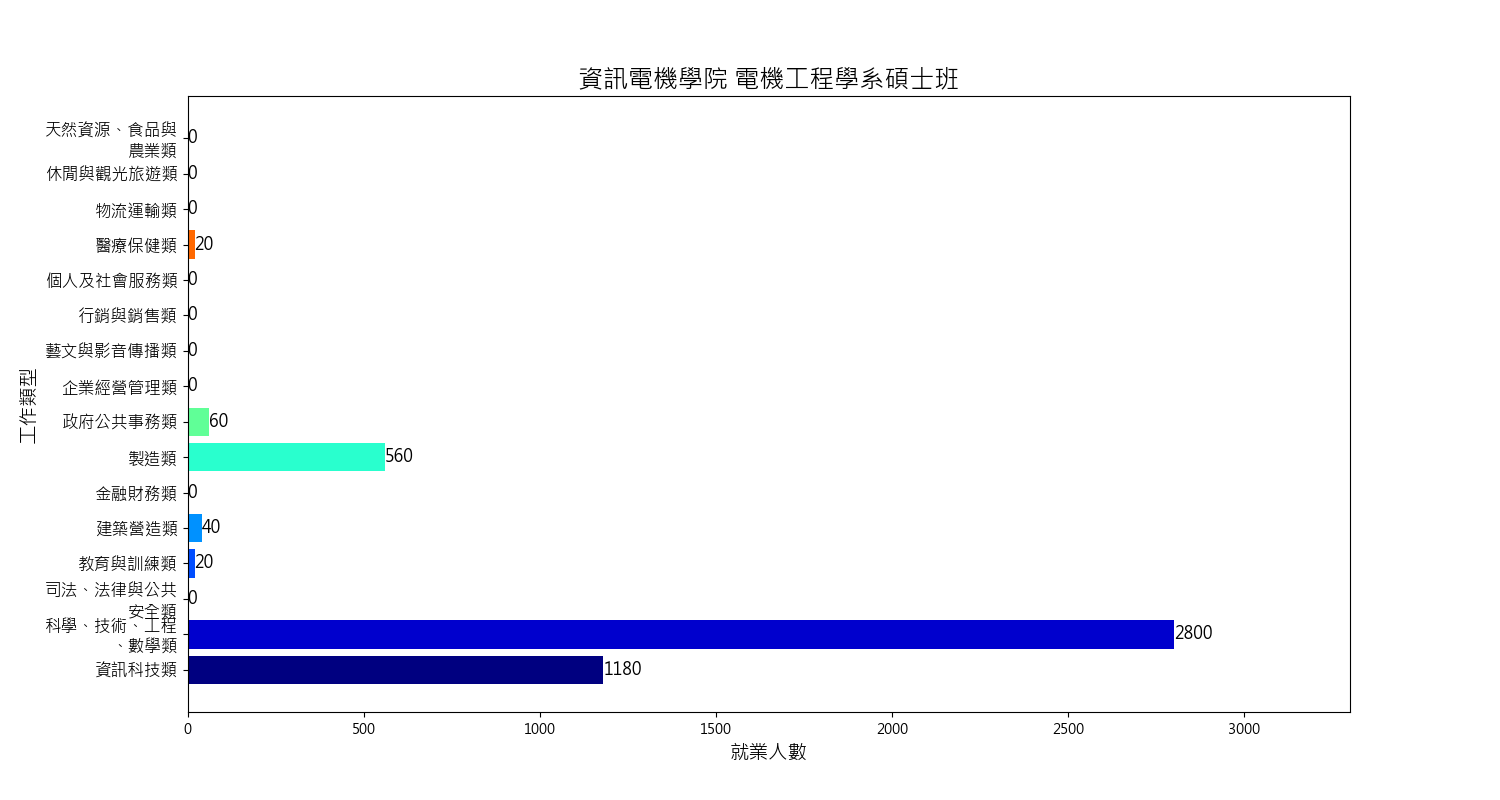 資訊電機學院 電機工程學系碩士班
工作類型
天然資源、食品與
農業類
0
休閒與觀光旅遊類
0
物流運輸類
0
醫療保健類
20
個人及社會服務類
0
行銷與銷售類
0
藝文與影音傳播類
0
企業經營管理類
0
政府公共事務類
60
製造類
560
金融財務類
0
建築營造類
40
教育與訓練類
20
司法、法律與公共
安全類
0
科學、技術、工程
、數學類
2800
資訊科技類
1180
0
500
1000
1500
2000
2500
3000
就業人數